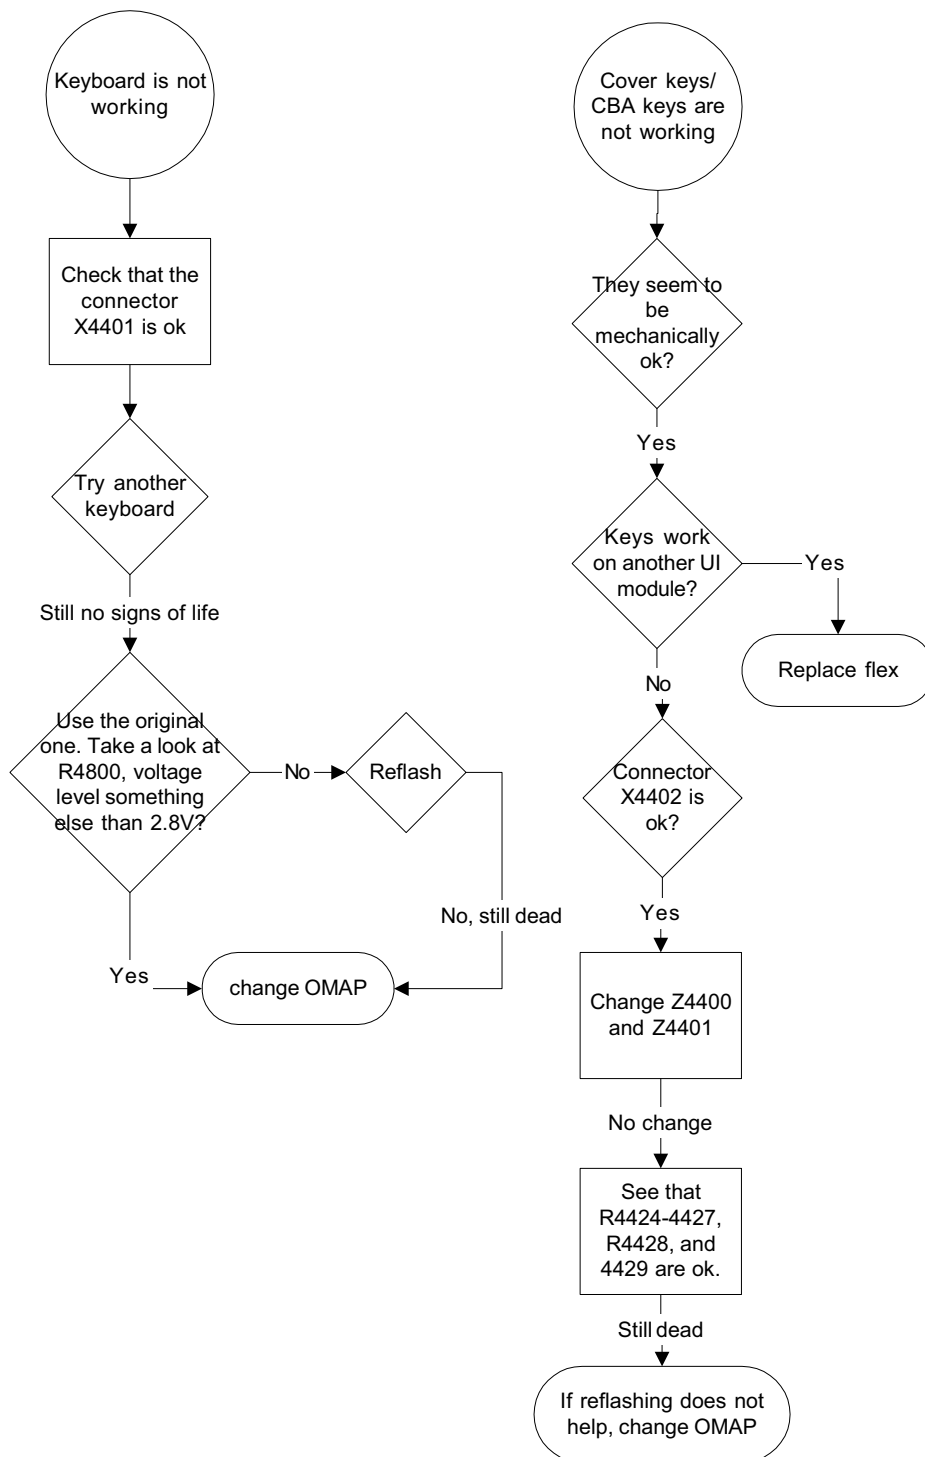 Keyboard is not
working
Check that the
connector
X4401 is ok
Try another
keyboard
Still no signs of life
Use the original
one. Take a look at
R4800, voltage
level something
else than 2.8V?
No
Reflash
No, still dead
Yes
change OMAP
Cover keys/
CBA keys are
not working
They seem to
be
mechanically
ok?
Yes
Keys work
on another UI
module?
Yes
Replace flex
No
Connector
X4402 is
ok?
Yes
Change Z4400
and Z4401
No change
See that
R4424-4427,
R4428, and
4429 are ok.
Still dead
If reflashing does not
help, change OMAP